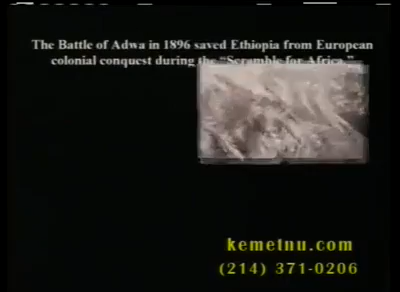 The Battle of Adwa in 1896 saved Ethiopia from European
colonial conquest during the "Scramble for Africa."
kemetnu.com
(214) 371-0206